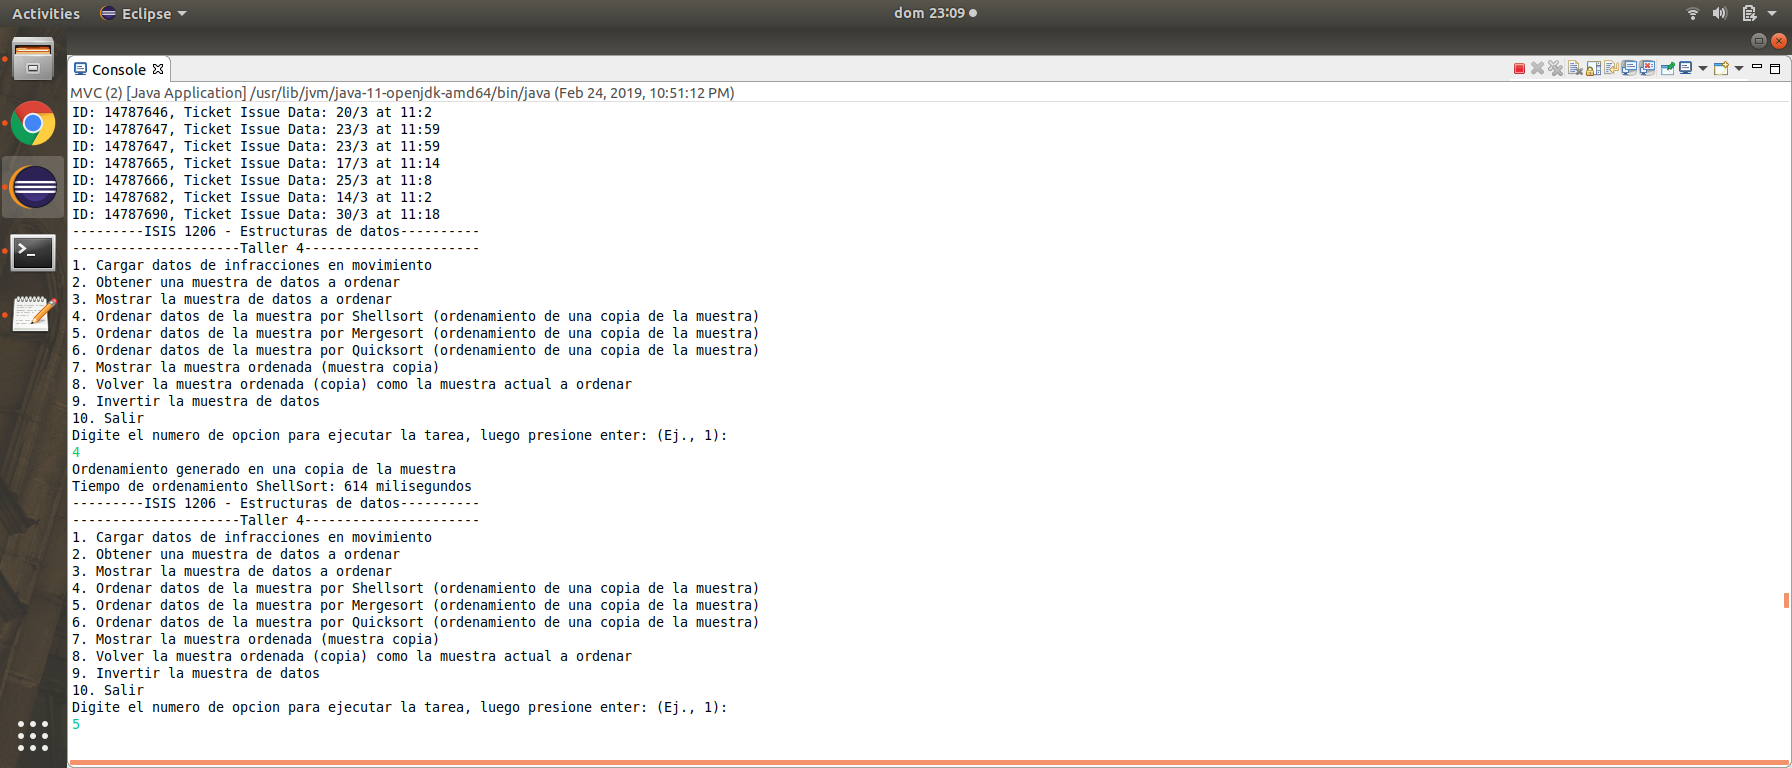 Activities
Eclipse
dom 23:09
Console
MVC (2) [Java Application] /usr/lib/jvm/java-11-openjdk-amd64/bin/java (Feb 24, 2019, 10:51:12 PM)
ID: 14787646, Ticket Issue Data: 20/3 at 11:2
ID: 14787647, Ticket Issue Data: 23/3 at 11:59
ID: 14787647, Ticket Issue Data: 23/3 at 11:59
ID: 14787665, Ticket Issue Data: 17/3 at 11:14
ID: 14787666, Ticket Issue Data: 25/3 at 11:8
ID: 14787682, Ticket Issue Data: 14/3 at 11:2
ID: 14787690, Ticket Issue Data: 30/3 at 11:18
---------ISIS 1206 - Estructuras de datos----------
---------------------Taller 4----------------------
1. Cargar datos de infracciones en movimiento
2. Obtener una muestra de datos a ordenar
3. Mostrar la muestra de datos a ordenar
4. Ordenar datos de la muestra por Shellsort (ordenamiento de una copia de la muestra)
5. Ordenar datos de la muestra por Mergesort (ordenamiento de una copia de la muestra)
6. Ordenar datos de la muestra por Quicksort (ordenamiento de una copia de la muestra)
7. Mostrar la muestra ordenada (muestra copia)
8. Volver la muestra ordenada (copia) como la muestra actual a ordenar
9. Invertir la muestra de datos
10. Salir
Digite el numero de opcion para ejecutar la tarea, luego presione enter: (Ej., 1):
4
Ordenamiento generado en una copia de la muestra
Tiempo de ordenamiento ShellSort: 614 milisegundos
---------ISIS 1206 - Estructuras de datos----------
---------------------Taller 4----------------------
1. Cargar datos de infracciones en movimiento
2. Obtener una muestra de datos a ordenar
3. Mostrar la muestra de datos a ordenar
4. Ordenar datos de la muestra por Shellsort (ordenamiento de una copia de la muestra)
5. Ordenar datos de la muestra por Mergesort (ordenamiento de una copia de la muestra)
6. Ordenar datos de la muestra por Quicksort (ordenamiento de una copia de la muestra)
7. Mostrar la muestra ordenada (muestra copia)
8. Volver la muestra ordenada (copia) como la muestra actual a ordenar
9. Invertir la muestra de datos
10. Salir
Digite el numero de opcion para ejecutar la tarea, luego presione enter: (Ej., 1):
5